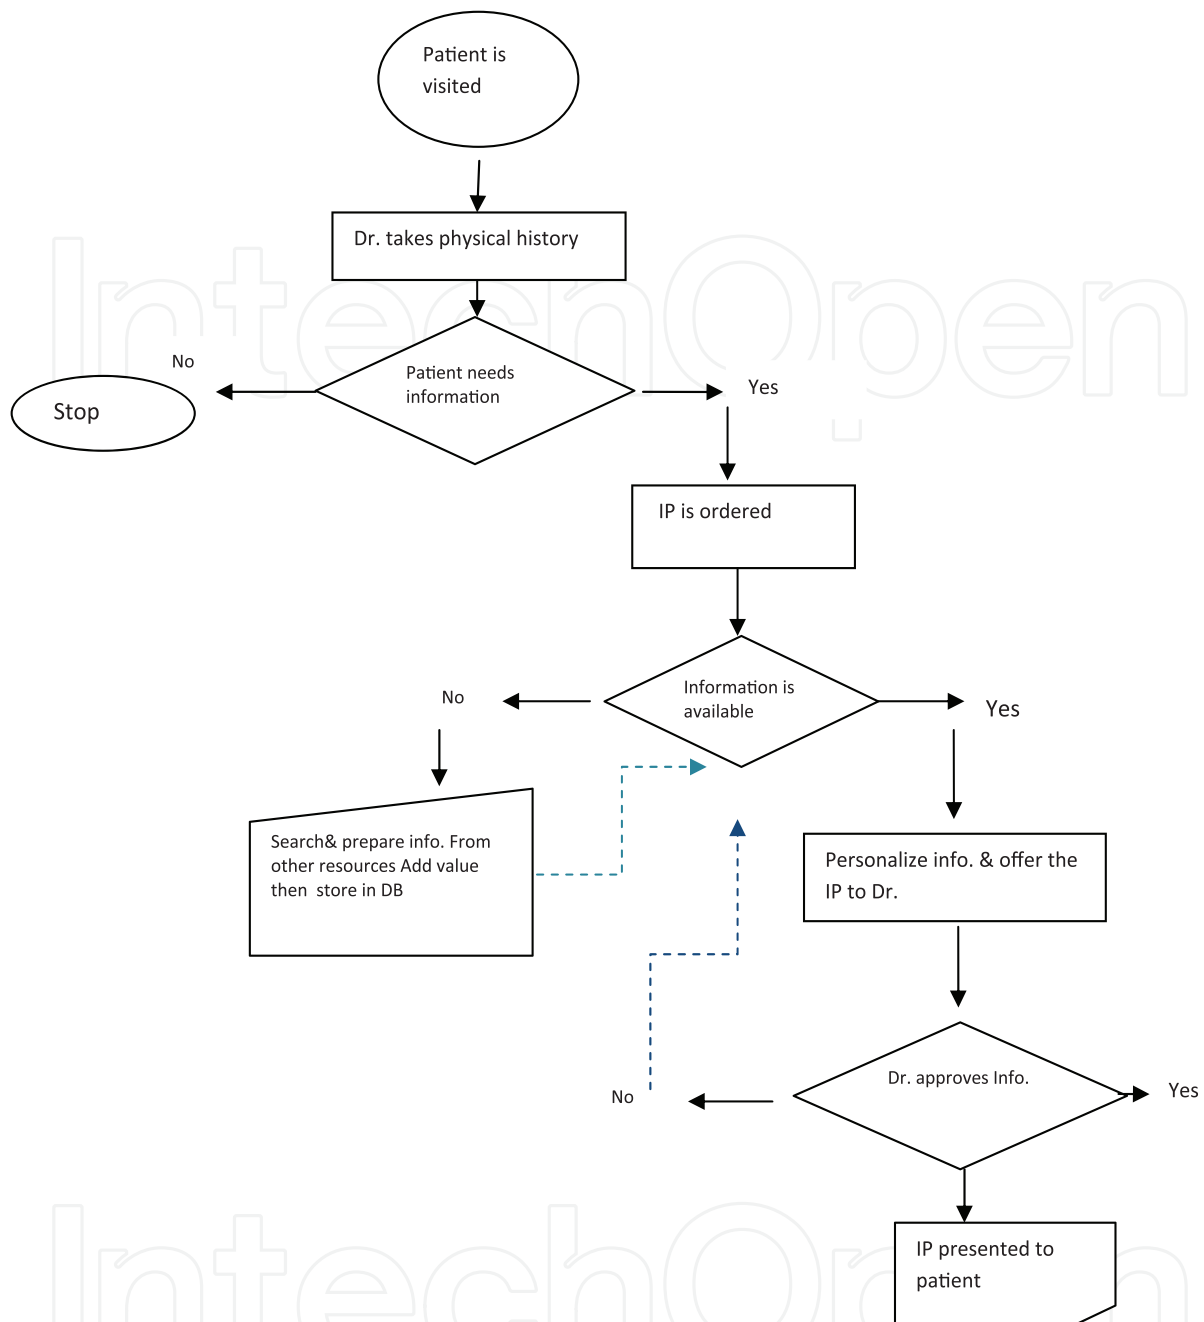 Patient is
visited
Dr. takes physical history
No
Patient needs
information
Yes
Stop
IP is ordered
No
Information is
available
Yes
Search& prepare info. From
other resources Add value
then  store in DB
Personalize info. & offer the
IP to Dr.
No
Dr. approves Info.
Yes
IP presented to
patient
IntechOpen
IntechOpen